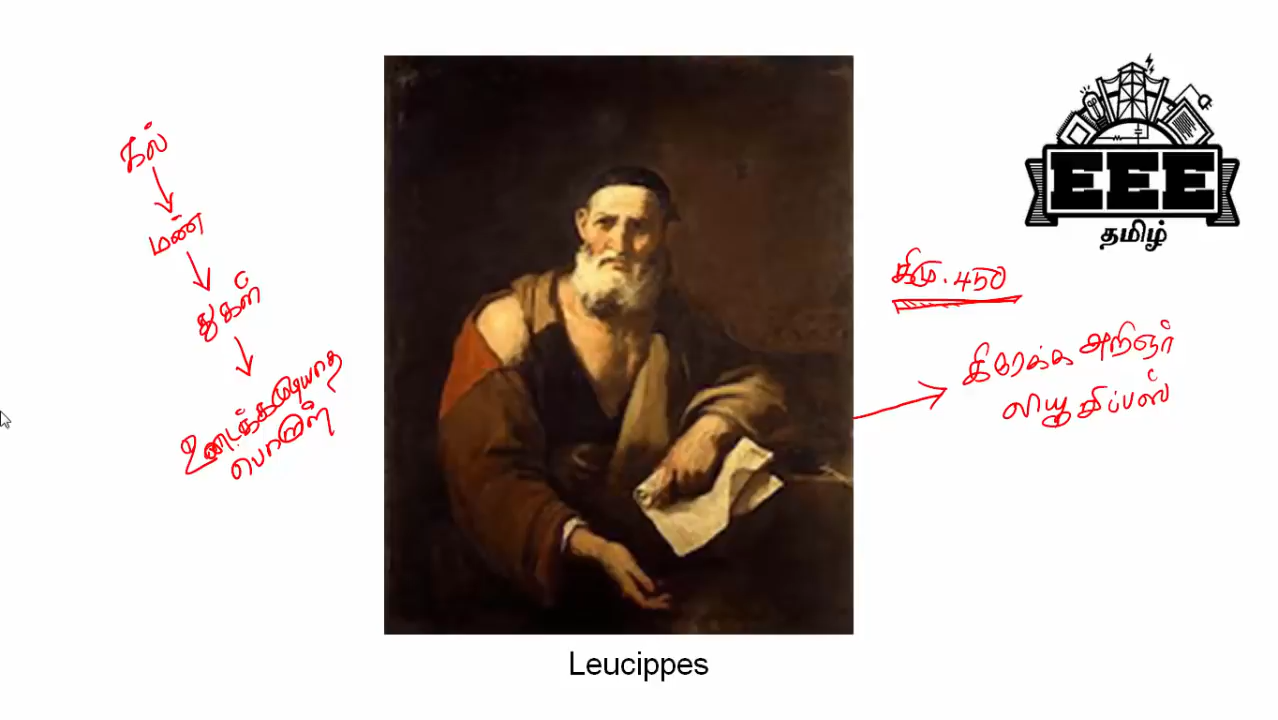 கல்
மண்
துகள்
உடைக்கமுடியாத
பொருள்
EEE
தமிழ்
கிமு. 450
கிரேக்க அறிஞர்
லியூகிப்பஸ்
Leucippes